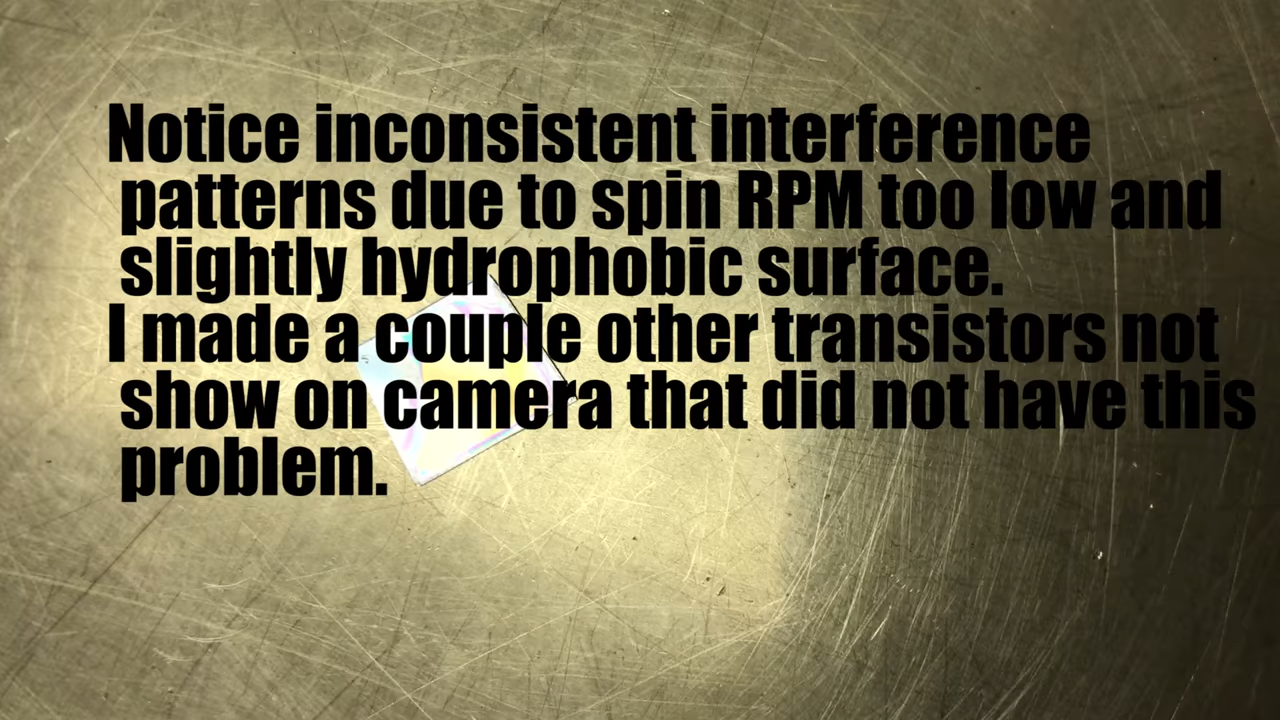 Notice inconsistent interference
patterns due to spin RPM too low and
slightly hydrophobic surface.
I made a couple other transistors not
show on camera that did not have this
problem.